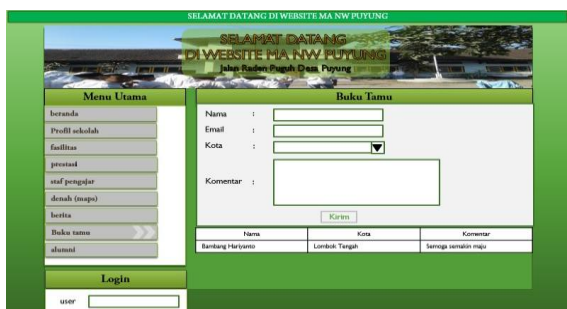 SELAMAT DATANG DI WEBSITE MA NW PUYUNG
SELAMAT DATANG
DI WEBSITE MA NW PUYUNG
Jalan Raden Puguh Desa Puyung
Menu Utama
beranda
Profil sekolah
fasilitas
prestasi
staf pengajar
denah (maps)
berita
Buku tamu
alumni
Login
user
Buku Tamu
Nama :
Email :
Kota :
Komentar :
Kirim
Nama Kota Komentar
Bambang Hariyanto Lombok Tengah Semoga semakin maju